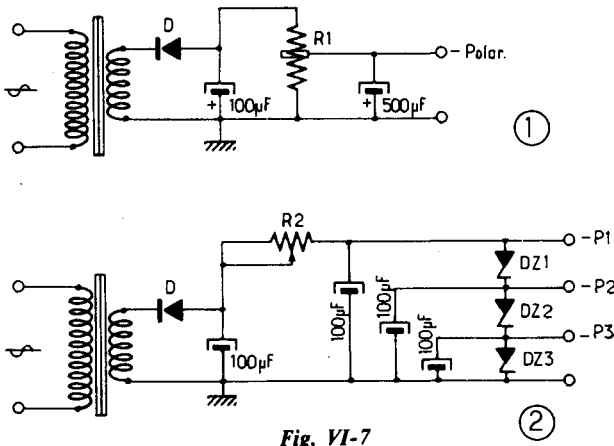 D
R1
- Polar.
+ 100µF
+ 500µF
1
R2
D
-P1
DZ1
100µF
100µF
-P2
DZ2
100µF
-P3
100µF
DZ3
2
Fig. VI-7